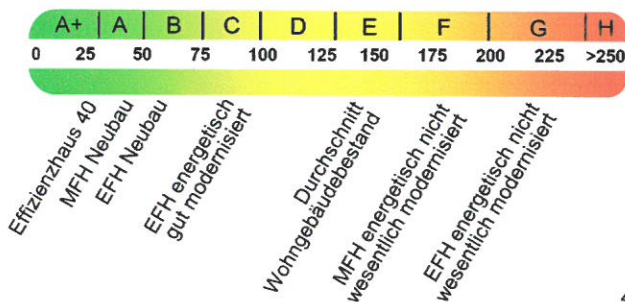 A+ A B C D E F G H
0 25 50 75 100 125 150 175 200 225 >250
Effizienzhaus 40
MFH Neubau
EFH Neubau
EFH energetisch
gut modernisiert
Durchschnitt
Wohngebäudebestand
MFH energetisch nicht
wesentlich modernisiert
EFH energetisch nicht
wesentlich modernisiert